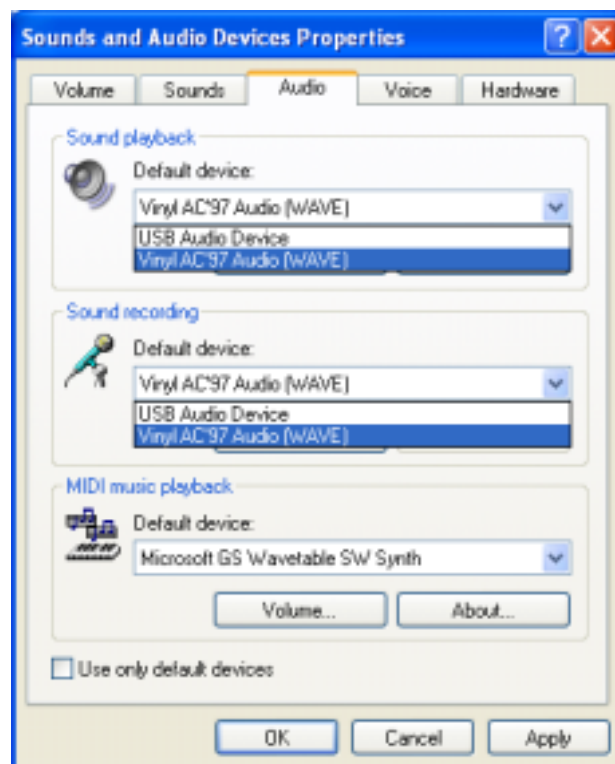 Sounds and Audio Devices Properties
Volume Sounds Audio Voice Hardware
Sound playback
Default device:
Vinyl AC'97 Audio (WAVE)
USB Audio Device
Vinyl AC'97 Audio (WAVE)
Sound recording
Default device:
Vinyl AC'97 Audio (WAVE)
USB Audio Device
Vinyl AC'97 Audio (WAVE)
MIDI music playback
Default device:
Microsoft GS Wavetable SW Synth
Volume... About...
Use only default devices
OK Cancel Apply